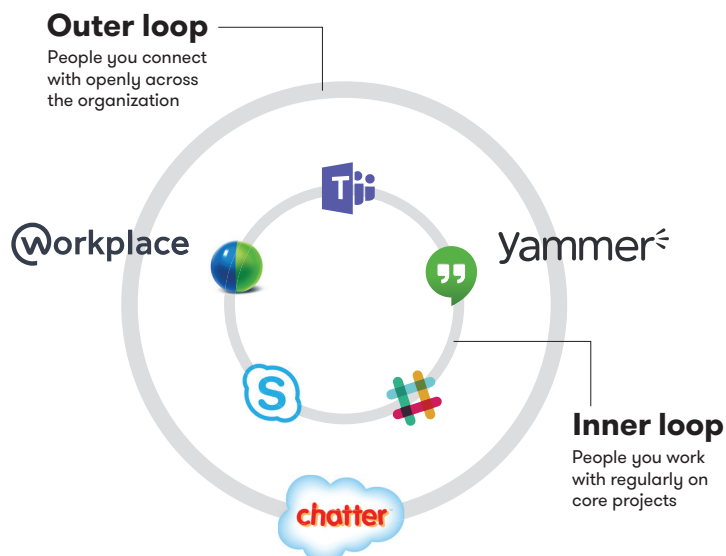 Outer loop
People you connect
with openly across
the organization
T
workplace
yammer
S
Inner loop
People you work
with regularly on
core projects
chatter